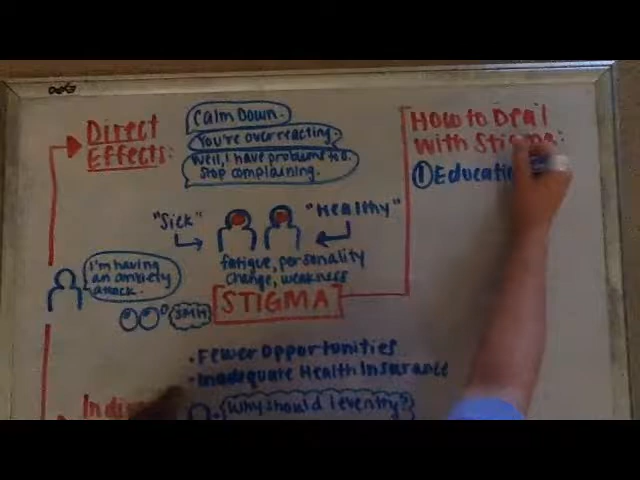 Direct
Effects:
Calm Down.
You're overreacting.
Well, I have problems too.
Stop complaining.
How to Deal
with Stigma:
① Educati
"Sick"
"Healthy"
fatigue, personality
change, weakness
I'm having
an anxiety
attack.
SMH
STIGMA
• Fewer Opportunities
• Inadequate Health Insurance
Indi
Why should I even try?